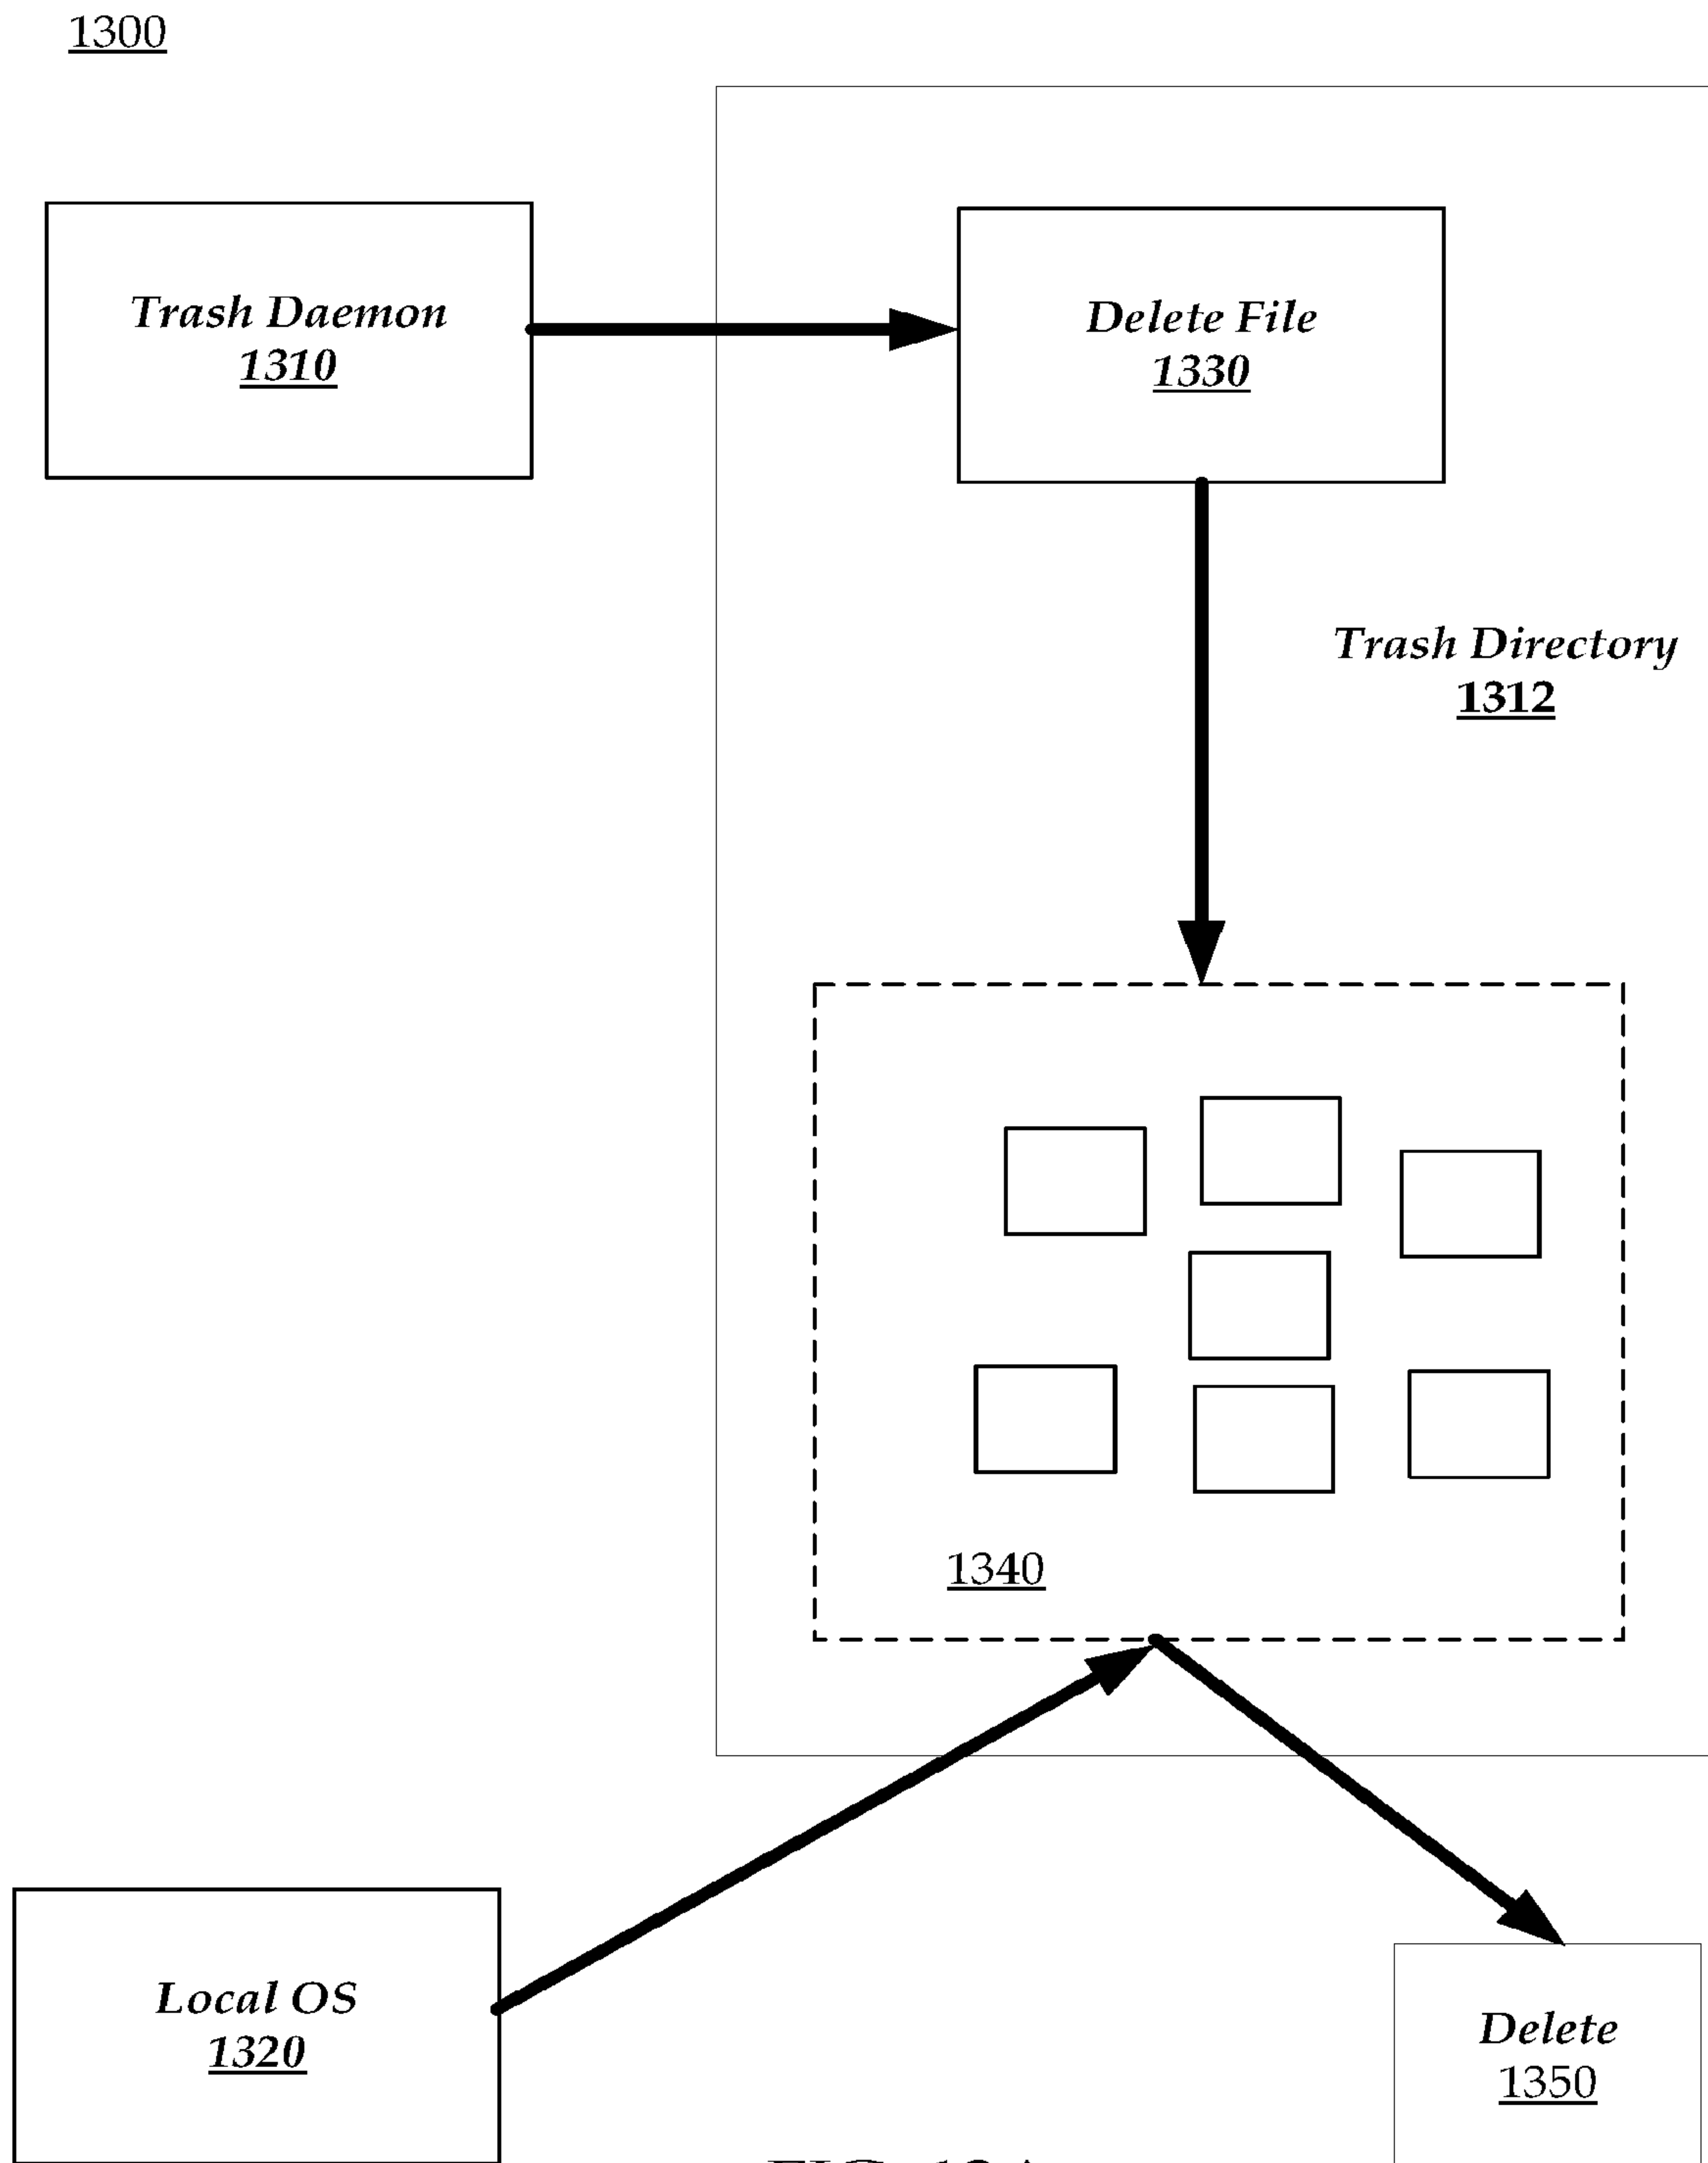 1300
Trash Daemon
1310
Delete File
1330
Trash Directory
1312
1340
Local OS
1320
Delete
1350